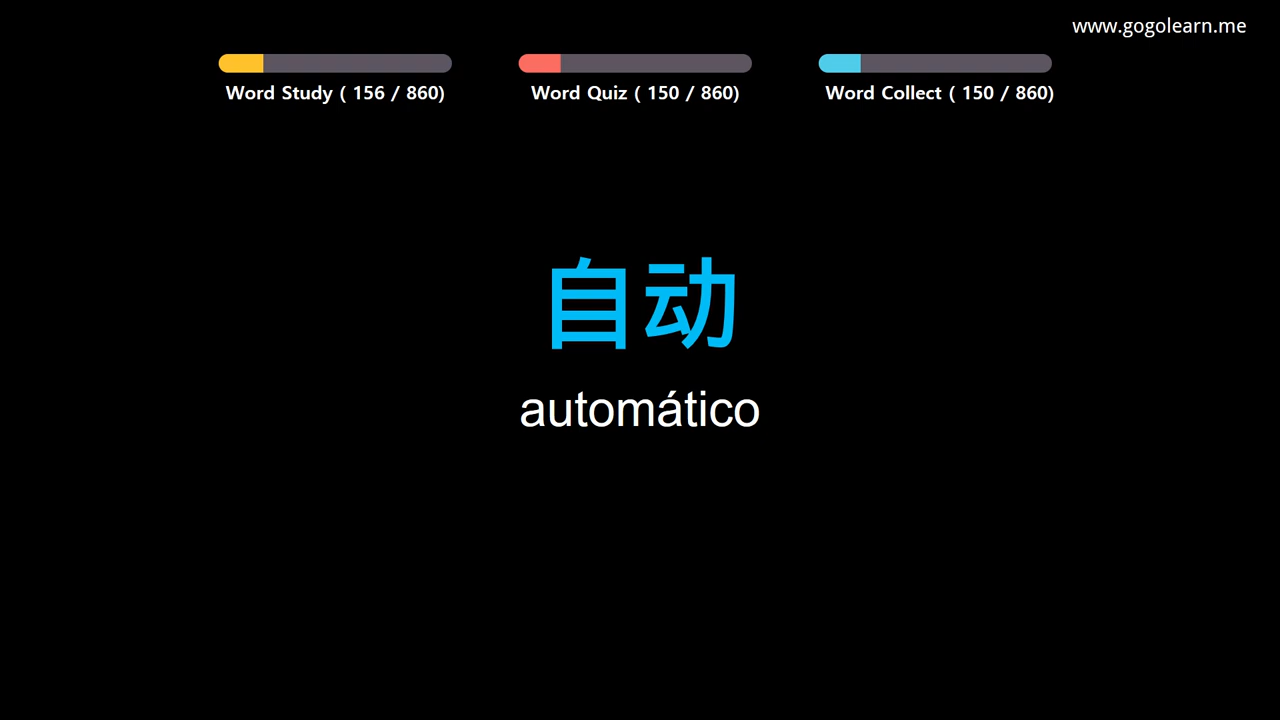 www.gogolearn.me
Word Study ( 156 / 860)
Word Quiz ( 150 / 860)
Word Collect ( 150 / 860)
自动
automático